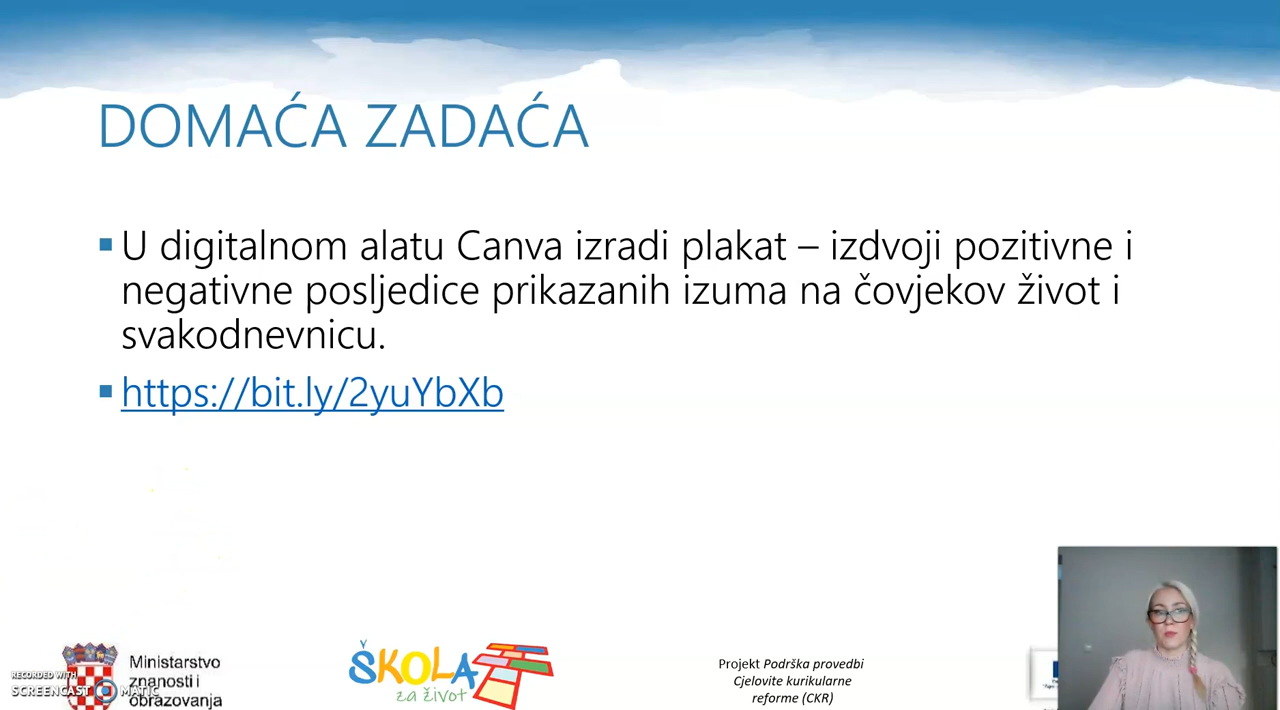 DOMAĆA ZADAĆA
U digitalnom alatu Canva izradi plakat – izdvoji pozitivne i
negativne posljedice prikazanih izuma na čovjekov život i
svakodnevnicu.
https://bit.ly/2yuYbXb
Ministarstvo
znanosti i
obrazovanja
RECORDED WITH
SCREENCAST MATIC
ŠKOLA
za život
Projekt Podrška provedbi
Cjelovite kurikularne
reforme (CKR)